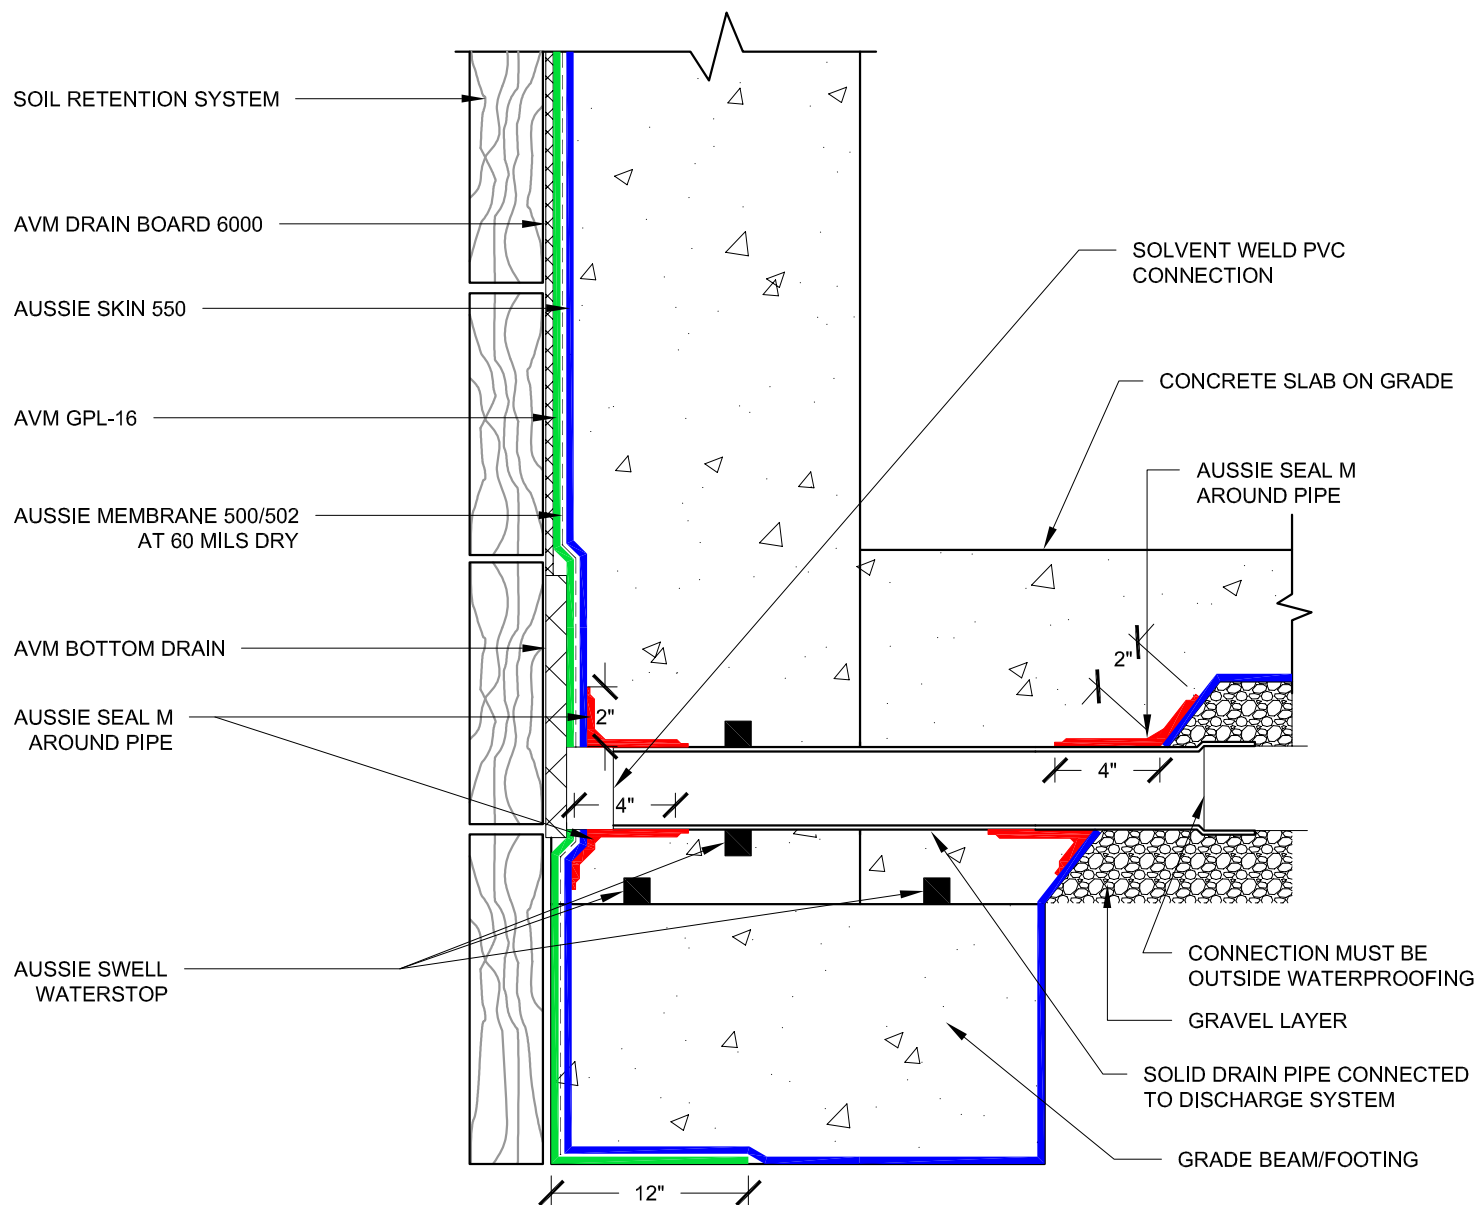 SOIL RETENTION SYSTEM
AVM DRAIN BOARD 6000
AUSSIE SKIN 550
AVM GPL-16
AUSSIE MEMBRANE 500/502
AT 60 MILS DRY
AVM BOTTOM DRAIN
AUSSIE SEAL M
AROUND PIPE
AUSSIE SWELL
WATERSTOP
2"
4"
12"
SOLVENT WELD PVC
CONNECTION
CONCRETE SLAB ON GRADE
AUSSIE SEAL M
AROUND PIPE
2"
4"
CONNECTION MUST BE
OUTSIDE WATERPROOFING
GRAVEL LAYER
SOLID DRAIN PIPE CONNECTED
TO DISCHARGE SYSTEM
GRADE BEAM/FOOTING